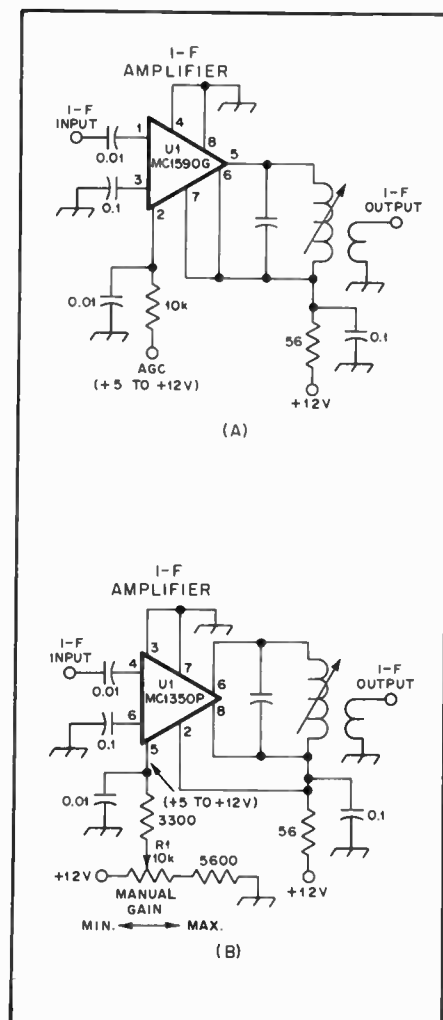 I-F
AMPLIFIER
I-F
INPUT
4
8
1
0.01
U1
MC1590G
5
6
3
0.1
7
2
I-F
OUTPUT
0.01
10k
56
0.1
AGC
(+5 TO +12V)
+12V
(A)
I-F
AMPLIFIER
I-F
INPUT
3
7
4
0.01
U1
MC1350P
6
8
6
0.1
2
5
I-F
OUTPUT
(+5 TO +12V)
0.01
3300
56
0.1
R1
10k
5600
+12V
+12V
MANUAL
GAIN
MIN. MAX.
(B)